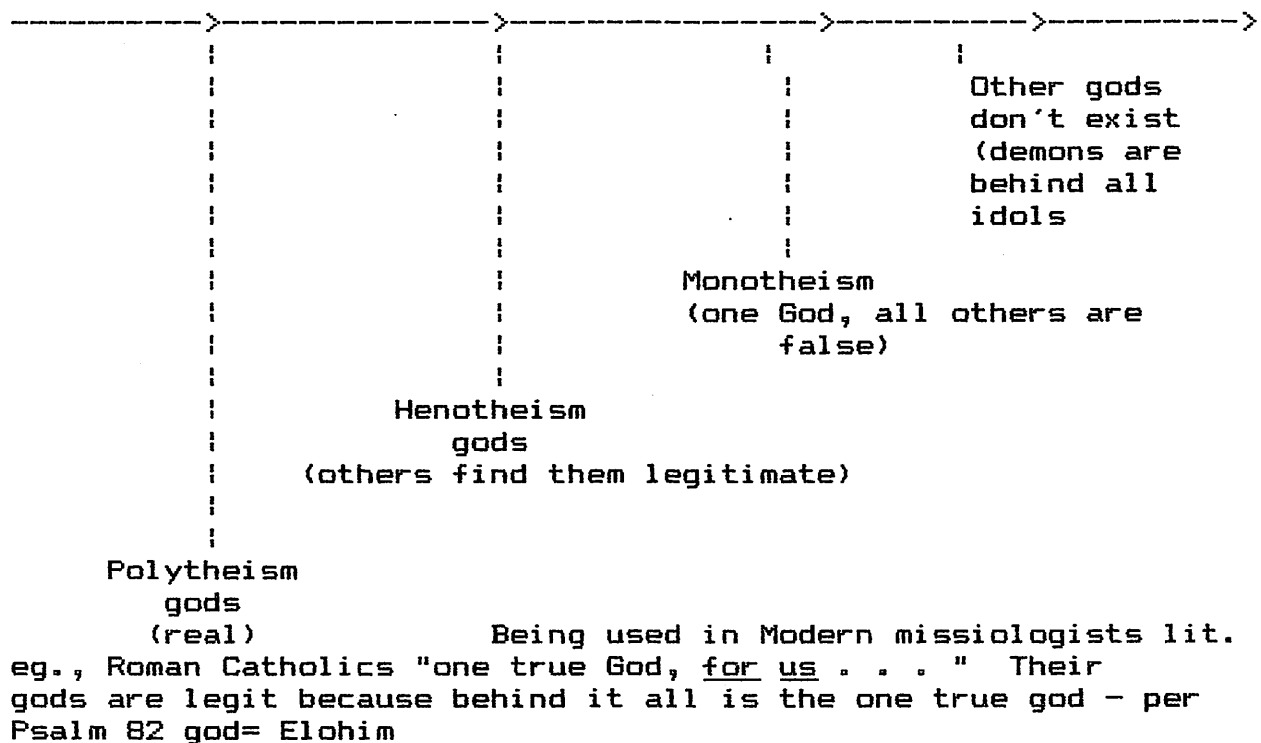 Other gods
don't exist
(demons are
behind all
idols
Monotheism
(one God, all others are
false)
Henotheism
gods
(others find them legitimate)
Polytheism
gods
(real) Being used in Modern missiologists lit.
eg., Roman Catholics "one true God, for us . . . " Their
gods are legit because behind it all is the one true god - per
Psalm 82 god= Elohim